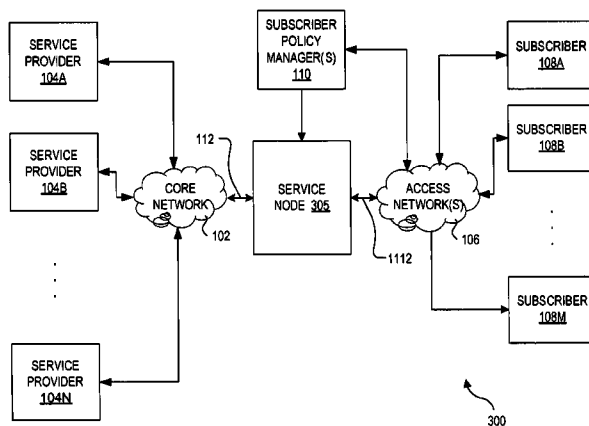 SERVICE
PROVIDER
104A
SERVICE
PROVIDER
104B
SERVICE
PROVIDER
104N
CORE
NETWORK
102
112
SUBSCRIBER
POLICY
MANAGER(S)
110
SERVICE
NODE 305
1112
ACCESS
NETWORK(S)
106
SUBSCRIBER
108A
SUBSCRIBER
108B
SUBSCRIBER
108M
300